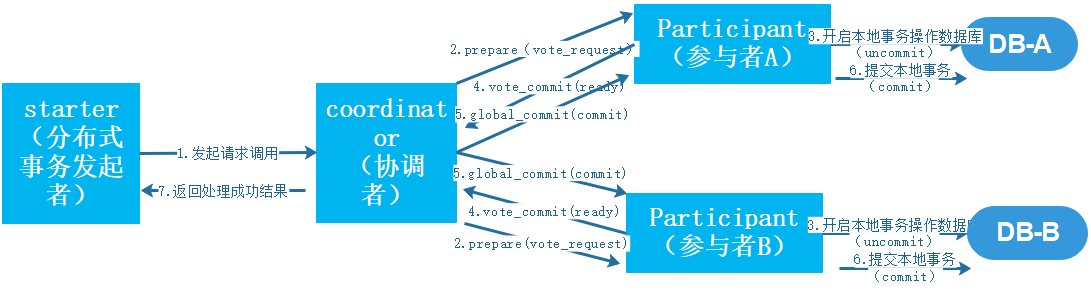 starter
（分布式
事务发起
者）
1.发起请求调用
7.返回处理成功结果
coordinat
or
（协调
者）
2.prepare（vote_request)
4.vote_commit(ready)
5.global_commit(commit)
5.global_commit(commit)
4.vote_commit(ready)
2.prepare(vote_request)
Participant
（参与者A）
3.开启本地事务操作数据库
（uncommit）
6.提交本地事务
（commit）
DB-A
Participant
（参与者B）
3.开启本地事务操作数据
（uncommit）
6.提交本地事务
（commit）
DB-B